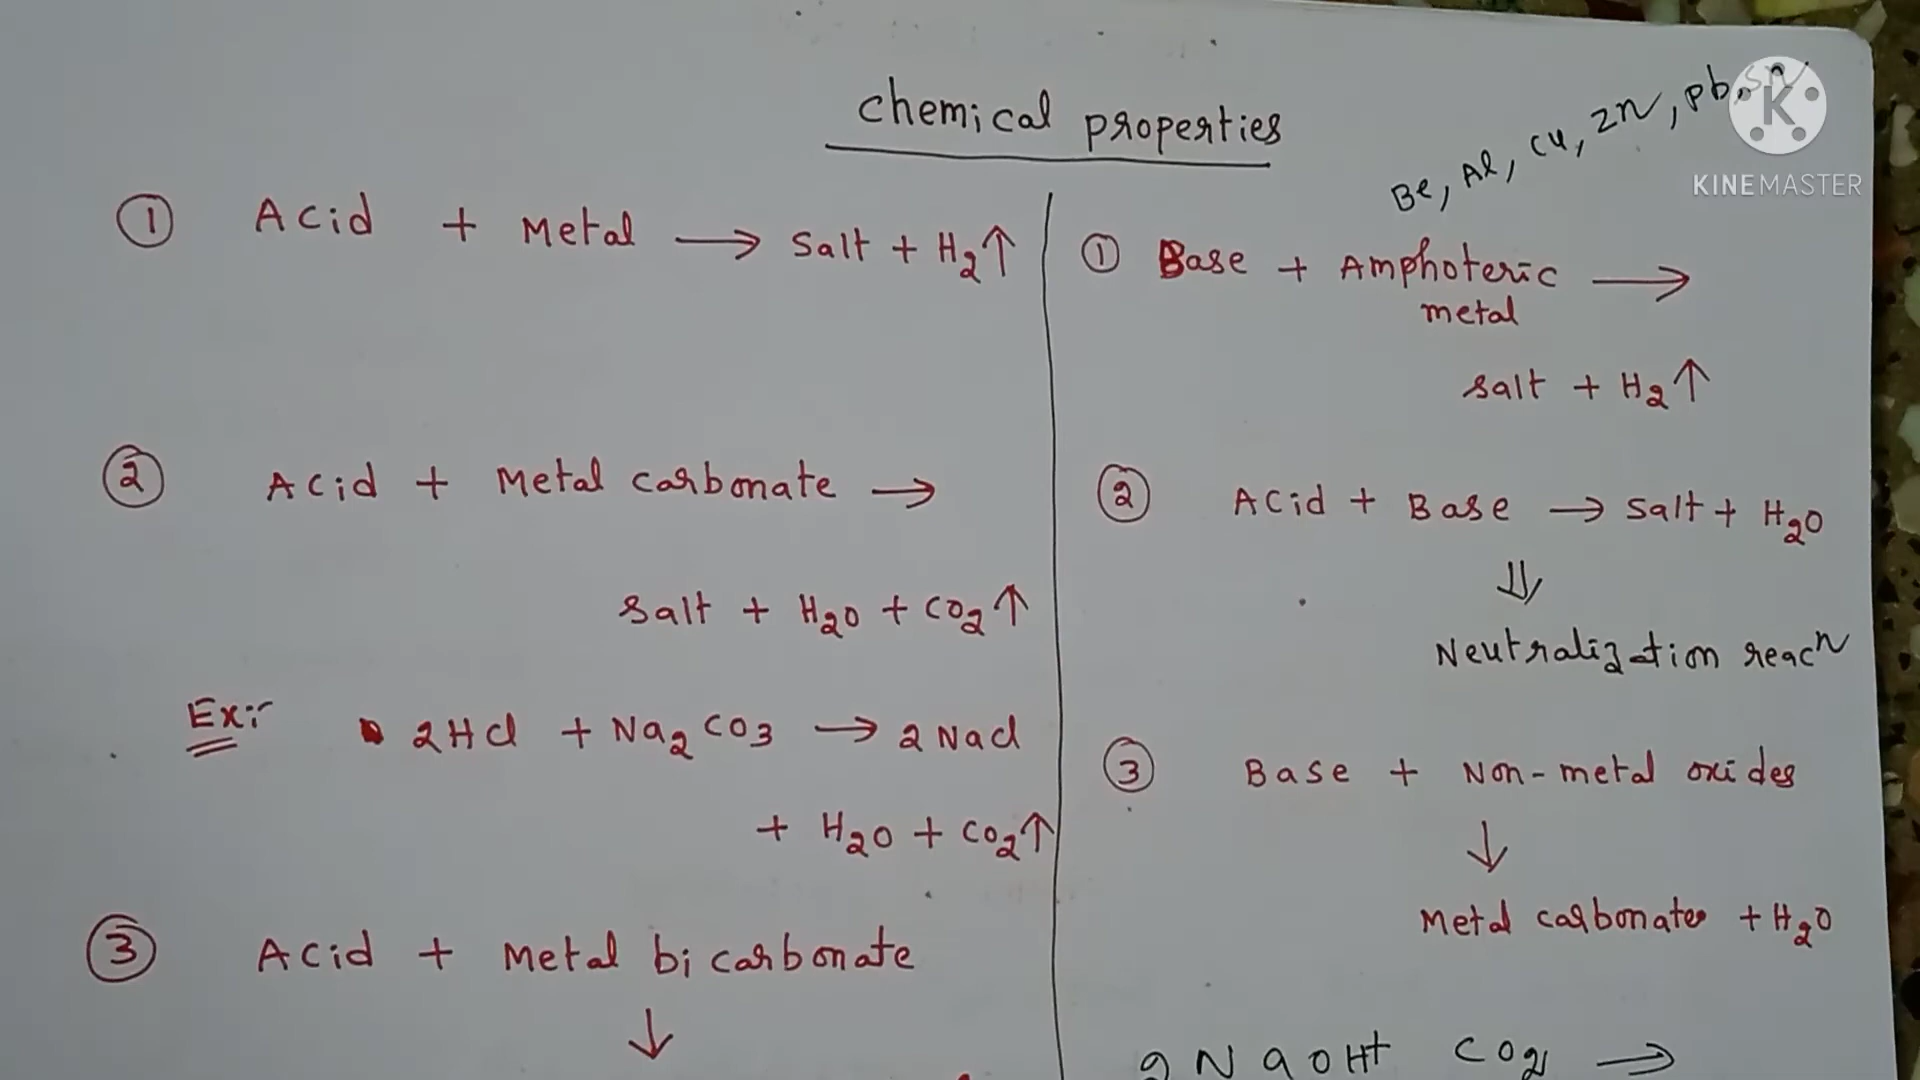 chemical properties
Be, Al, Cu, Zn, Pb, Sn
KINEMASTER
① Acid + Metal → Salt + H₂↑
② Acid + Metal carbonate →
Salt + H₂O + CO₂↑
Ex:- 2HCl + Na₂CO₃ → 2NaCl
+ H₂O + CO₂↑
③ Acid + Metal bicarbonate
↓
① Base + Amphoteric →
metal
Salt + H₂↑
② Acid + Base → Salt + H₂O
⇓
Neutralization reacⁿ
③ Base + Non-metal oxides
↓
Metal carbonates + H₂O
2NaOH + CO₂ →